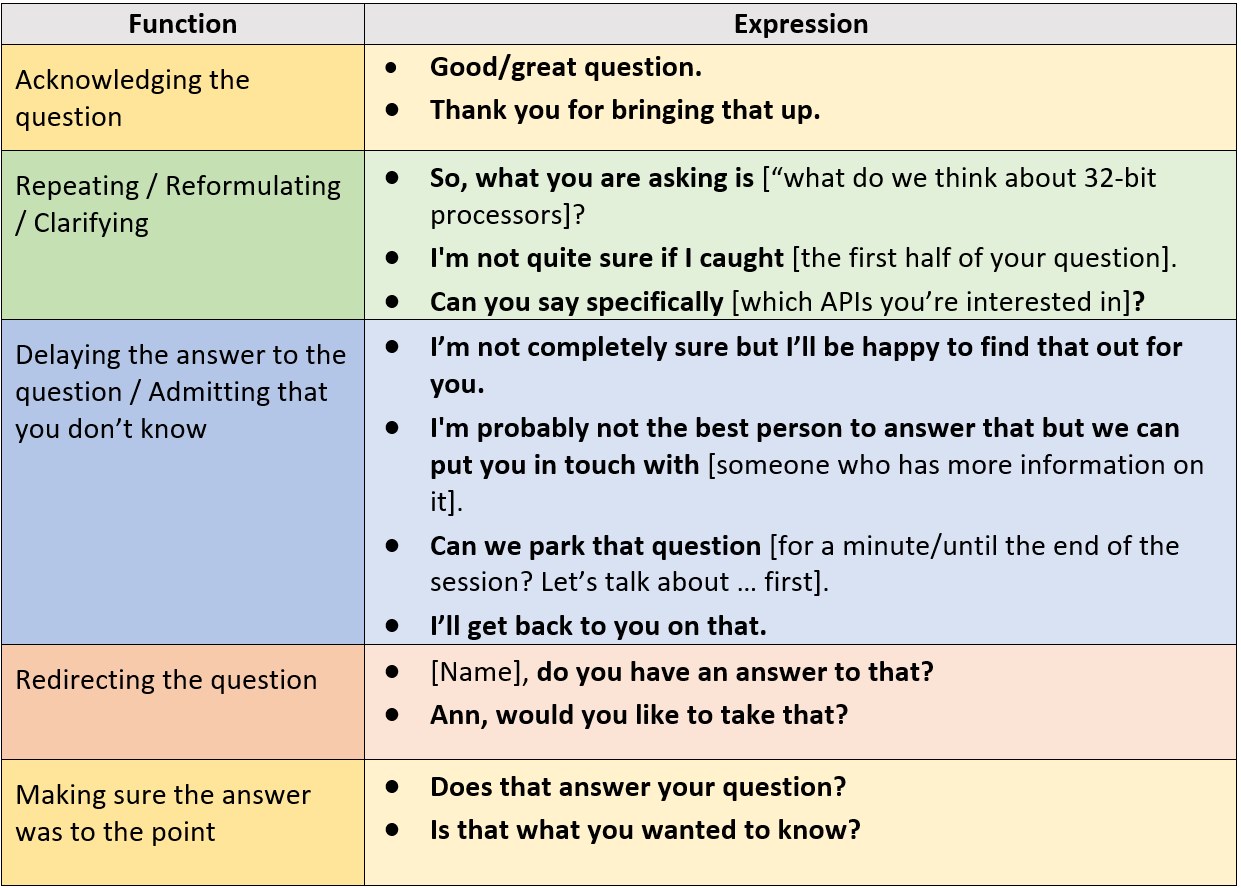 Function
Expression
Acknowledging the
question
● Good/great question.
● Thank you for bringing that up.
Repeating / Reformulating
/ Clarifying
● So, what you are asking is [“what do we think about 32-bit
processors]?
● I'm not quite sure if I caught [the first half of your question].
● Can you say specifically [which APIs you’re interested in]?
Delaying the answer to the
question / Admitting that
you don’t know
● I’m not completely sure but I’ll be happy to find that out for
you.
● I'm probably not the best person to answer that but we can
put you in touch with [someone who has more information on
it].
● Can we park that question [for a minute/until the end of the
session? Let’s talk about … first].
● I’ll get back to you on that.
Redirecting the question
● [Name], do you have an answer to that?
● Ann, would you like to take that?
Making sure the answer
was to the point
● Does that answer your question?
● Is that what you wanted to know?